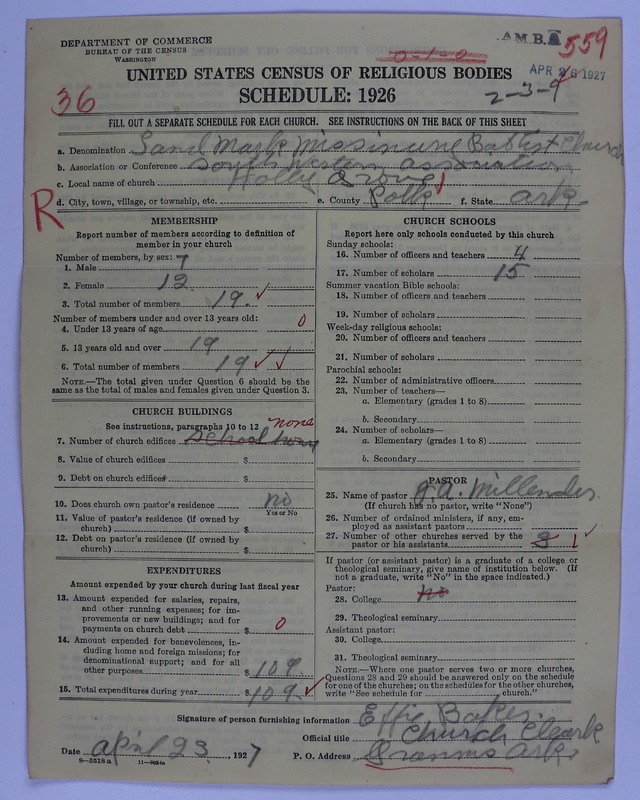 DEPARTMENT OF COMMERCE
BUREAU OF THE CENSUS
WASHINGTON
A.M.B.A 559
0-1-0
APR 26 1927
2-3-9
36
UNITED STATES CENSUS OF RELIGIOUS BODIES
SCHEDULE: 1926
FILL OUT A SEPARATE SCHEDULE FOR EACH CHURCH. SEE INSTRUCTIONS ON THE BACK OF THIS SHEET
a. Denomination Land Mark Missinune Babtist Church
b. Association or Conference Southwestern association
c. Local name of church Hollie Grove
d. City, town, village, or township, etc. e. County Polk f. State ark
R
MEMBERSHIP
Report number of members according to definition of member in your church
Number of members, by sex:
1. Male 7
2. Female 12
3. Total number of members 19
Number of members under and over 13 years old:
4. Under 13 years of age 0
5. 13 years old and over 19
6. Total number of members 19
NOTE.—The total given under Question 6 should be the same as the total of males and females given under Question 3.
CHURCH BUILDINGS
See instructions, paragraphs 10 to 12
none
7. Number of church edifices School
8. Value of church edifices $
9. Debt on church edifices $
10. Does church own pastor's residence no
Yes or No
11. Value of pastor's residence (if owned by church) $
12. Debt on pastor's residence (if owned by church) $
EXPENDITURES
Amount expended by your church during last fiscal year
13. Amount expended for salaries, repairs, and other running expenses; for improvements or new buildings; and for payments on church debt $ 0
14. Amount expended for benevolences, including home and foreign missions; for denominational support; and for all other purposes $ 109
15. Total expenditures during year $ 109
CHURCH SCHOOLS
Report here only schools conducted by this church
Sunday schools:
16. Number of officers and teachers 4
17. Number of scholars 15
Summer vacation Bible schools:
18. Number of officers and teachers
19. Number of scholars
Week-day religious schools:
20. Number of officers and teachers
21. Number of scholars
Parochial schools:
22. Number of administrative officers
23. Number of teachers—
a. Elementary (grades 1 to 8)
b. Secondary
24. Number of scholars—
a. Elementary (grades 1 to 8)
b. Secondary
PASTOR
25. Name of pastor J. A. Millender
(If church has no pastor, write "None")
26. Number of ordained ministers, if any, employed as assistant pastors
27. Number of other churches served by the pastor or his assistants 3 1
If pastor (or assistant pastor) is a graduate of a college or theological seminary, give name of institution below. (If not a graduate, write "No" in the space indicated.)
Pastor:
28. College no
29. Theological seminary
Assistant pastor:
30. College
31. Theological seminary
NOTE.—Where one pastor serves two or more churches, Questions 28 and 29 should be answered only on the schedule for one of the churches; on the schedules for the other churches, write "See schedule for church."
Signature of person furnishing information Effie Baker
Official title Church Clyark
Date april 23, 1927 P. O. Address Grannis Ark,
8—5518a 11—9054a